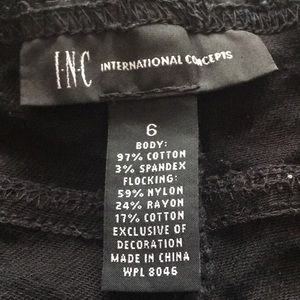 I·N·C INTERNATIONAL CONCEPTS
6
BODY:
97% COTTON
3% SPANDEX
FLOCKING:
59% NYLON
24% RAYON
17% COTTON
EXCLUSIVE OF
DECORATION
MADE IN CHINA
WPL 8046